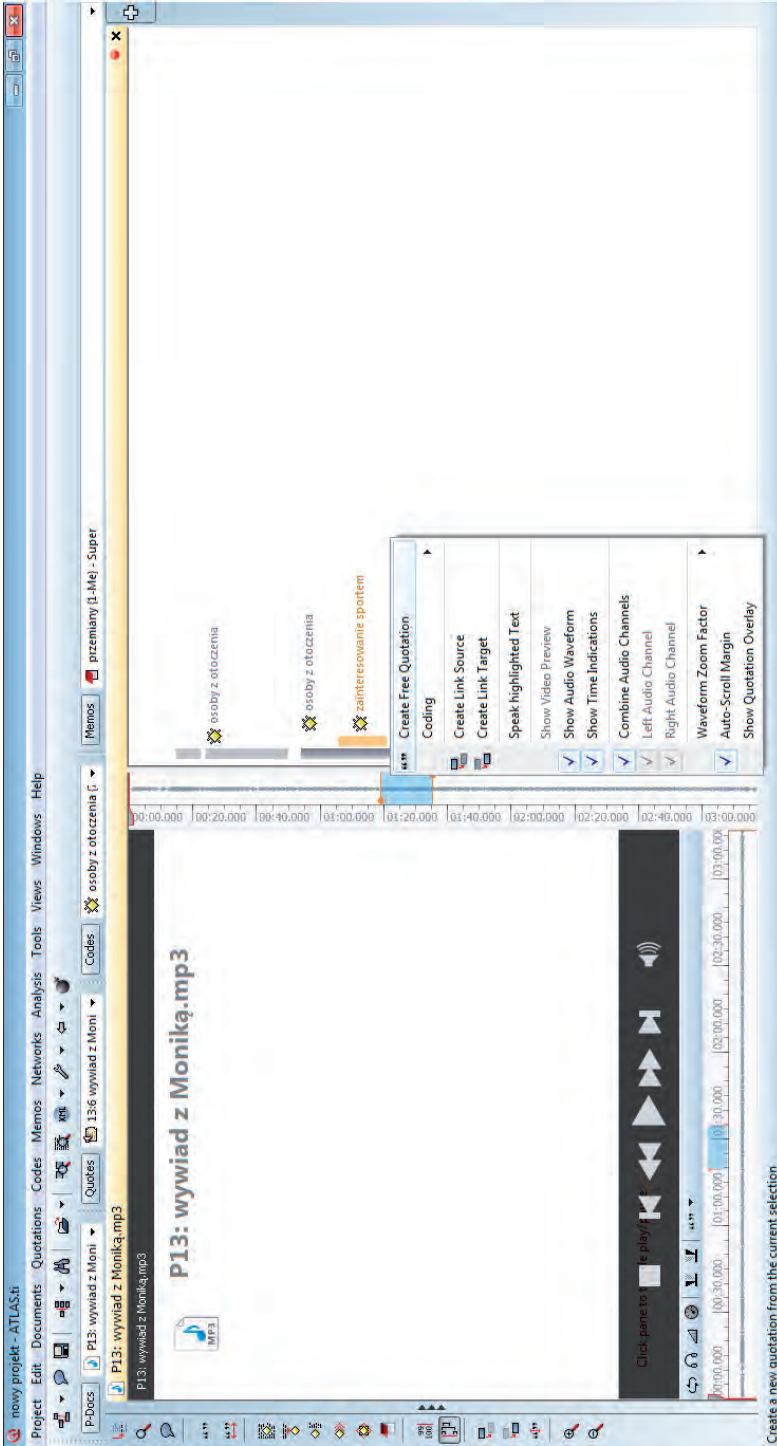 nowy projekt - ATLAS.ti
Project Edit Documents Quotations Codes Memos Networks Analysis Tools Views Windows Help
XML
P-Docs P13: wywiad z Moni Quotes 13:6 wywiad z Moni Codes osoby z otoczenia Memos przemiany {1-Me} - Super
P13: wywiad z Moniką.mp3
P13: wywiad z Moniką.mp3
MP3
P13: wywiad z Moniką.mp3
00:00.000
00:20.000
00:40.000
01:00.000
01:20.000
01:40.000
02:00.000
02:20.000
02:40.000
03:00.000
osoby z otoczenia
osoby z otoczenia
zainteresowanie sportem
Create Free Quotation
Coding
Create Link Source
Create Link Target
Speak highlighted Text
Show Video Preview
Show Audio Waveform
Show Time Indications
Combine Audio Channels
Left Audio Channel
Right Audio Channel
Waveform Zoom Factor
Auto-Scroll Margin
Show Quotation Overlay
Click pane to play/
00:00.000 00:30.000 01:00.000 01:30.000 02:00.000 02:30.000 03:00.00
Create a new quotation from the current selection